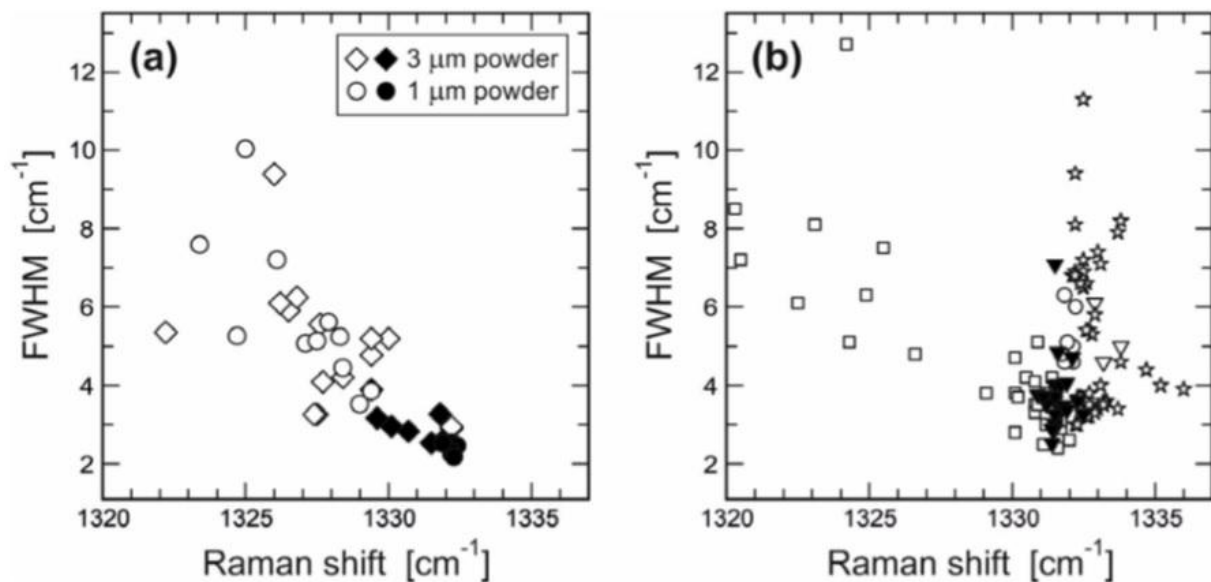 (a)
3 μm powder
1 μm powder
12
10
8
6
4
2
FWHM [cm⁻¹]
1320 1325 1330 1335
Raman shift [cm⁻¹]
(b)
12
10
8
6
4
2
FWHM [cm⁻¹]
1320 1325 1330 1335
Raman shift [cm⁻¹]